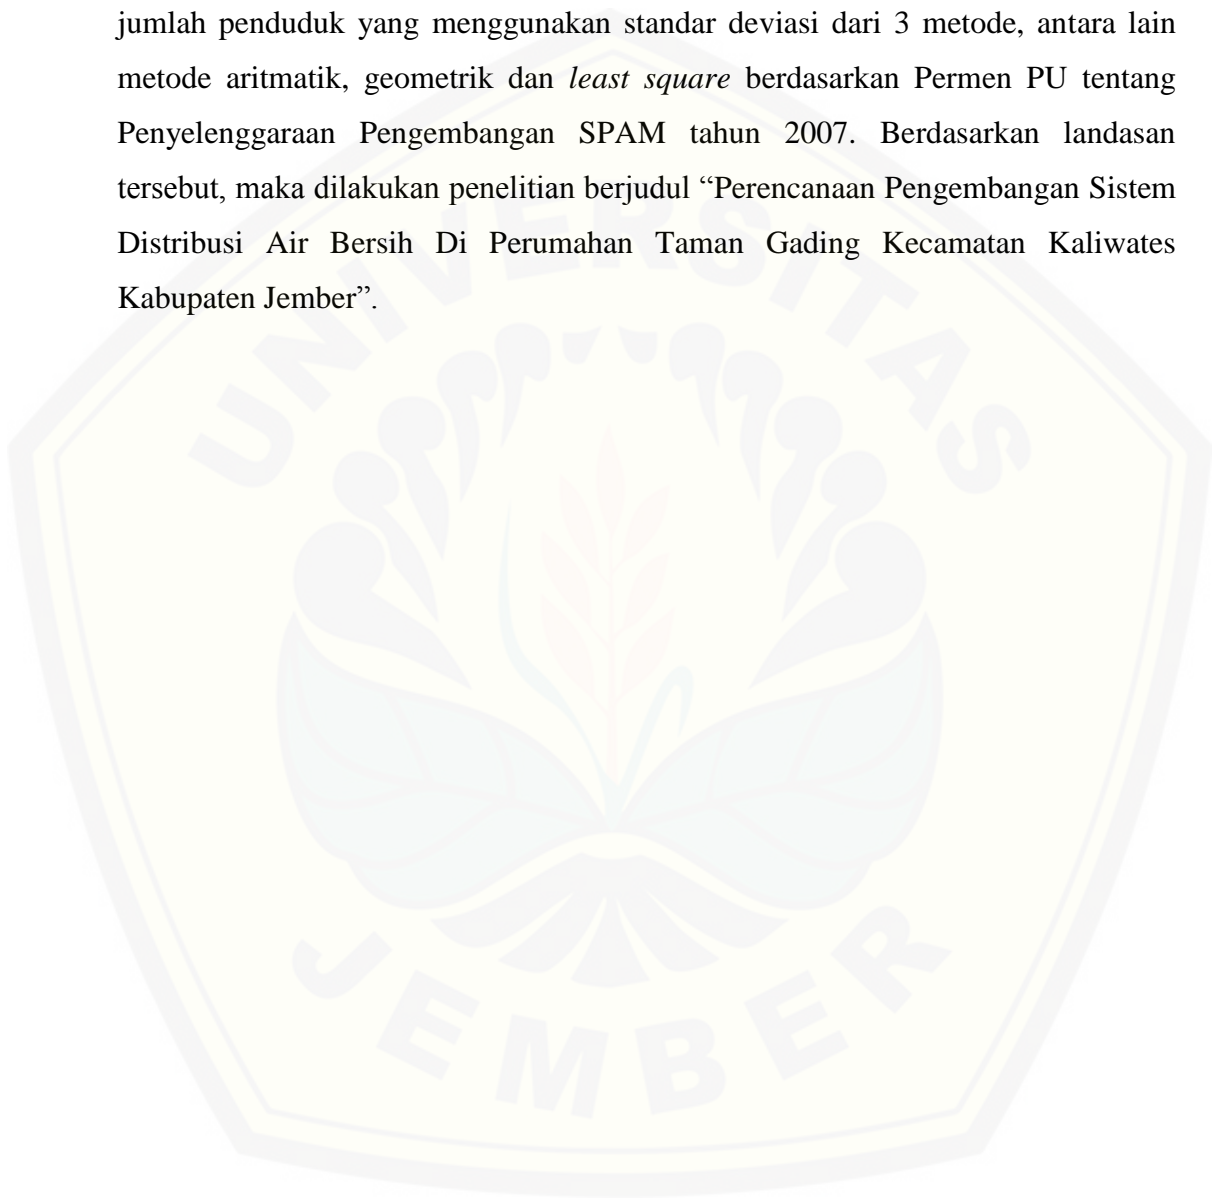 jumlah penduduk yang menggunakan standar deviasi dari 3 metode, antara lain
metode aritmatik, geometrik dan least square berdasarkan Permen PU tentang
Penyelenggaraan Pengembangan SPAM tahun 2007. Berdasarkan landasan
tersebut, maka dilakukan penelitian berjudul “Perencanaan Pengembangan Sistem
Distribusi Air Bersih Di Perumahan Taman Gading Kecamatan Kaliwates
Kabupaten Jember”.
UNIVERSITAS
JEMBER